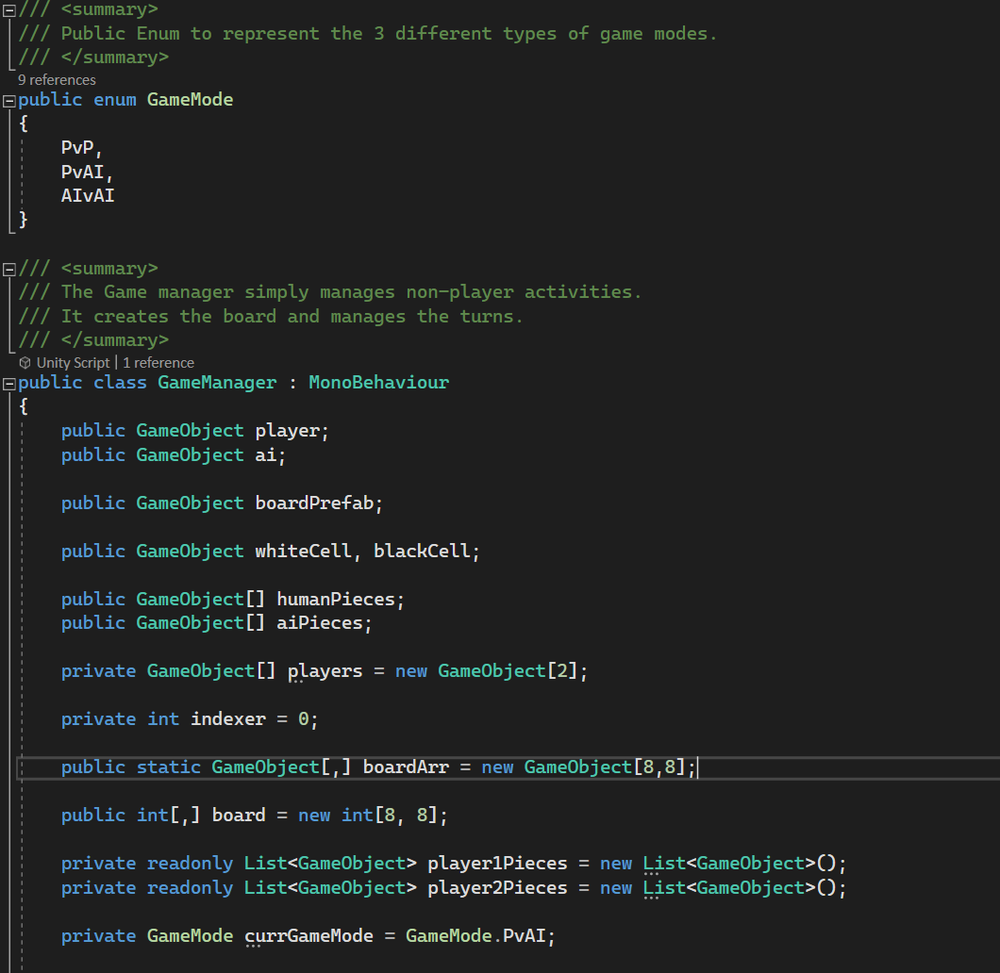 /// <summary>
/// Public Enum to represent the 3 different types of game modes.
/// </summary>
9 references
public enum GameMode
{
PvP,
PvAI,
AIvAI
}
/// <summary>
/// The Game manager simply manages non-player activities.
/// It creates the board and manages the turns.
/// </summary>
Unity Script | 1 reference
public class GameManager : MonoBehaviour
{
public GameObject player;
public GameObject ai;
public GameObject boardPrefab;
public GameObject whiteCell, blackCell;
public GameObject[] humanPieces;
public GameObject[] aiPieces;
private GameObject[] players = new GameObject[2];
private int indexer = 0;
public static GameObject[,] boardArr = new GameObject[8,8];
public int[,] board = new int[8, 8];
private readonly List<GameObject> player1Pieces = new List<GameObject>();
private readonly List<GameObject> player2Pieces = new List<GameObject>();
private GameMode currGameMode = GameMode.PvAI;